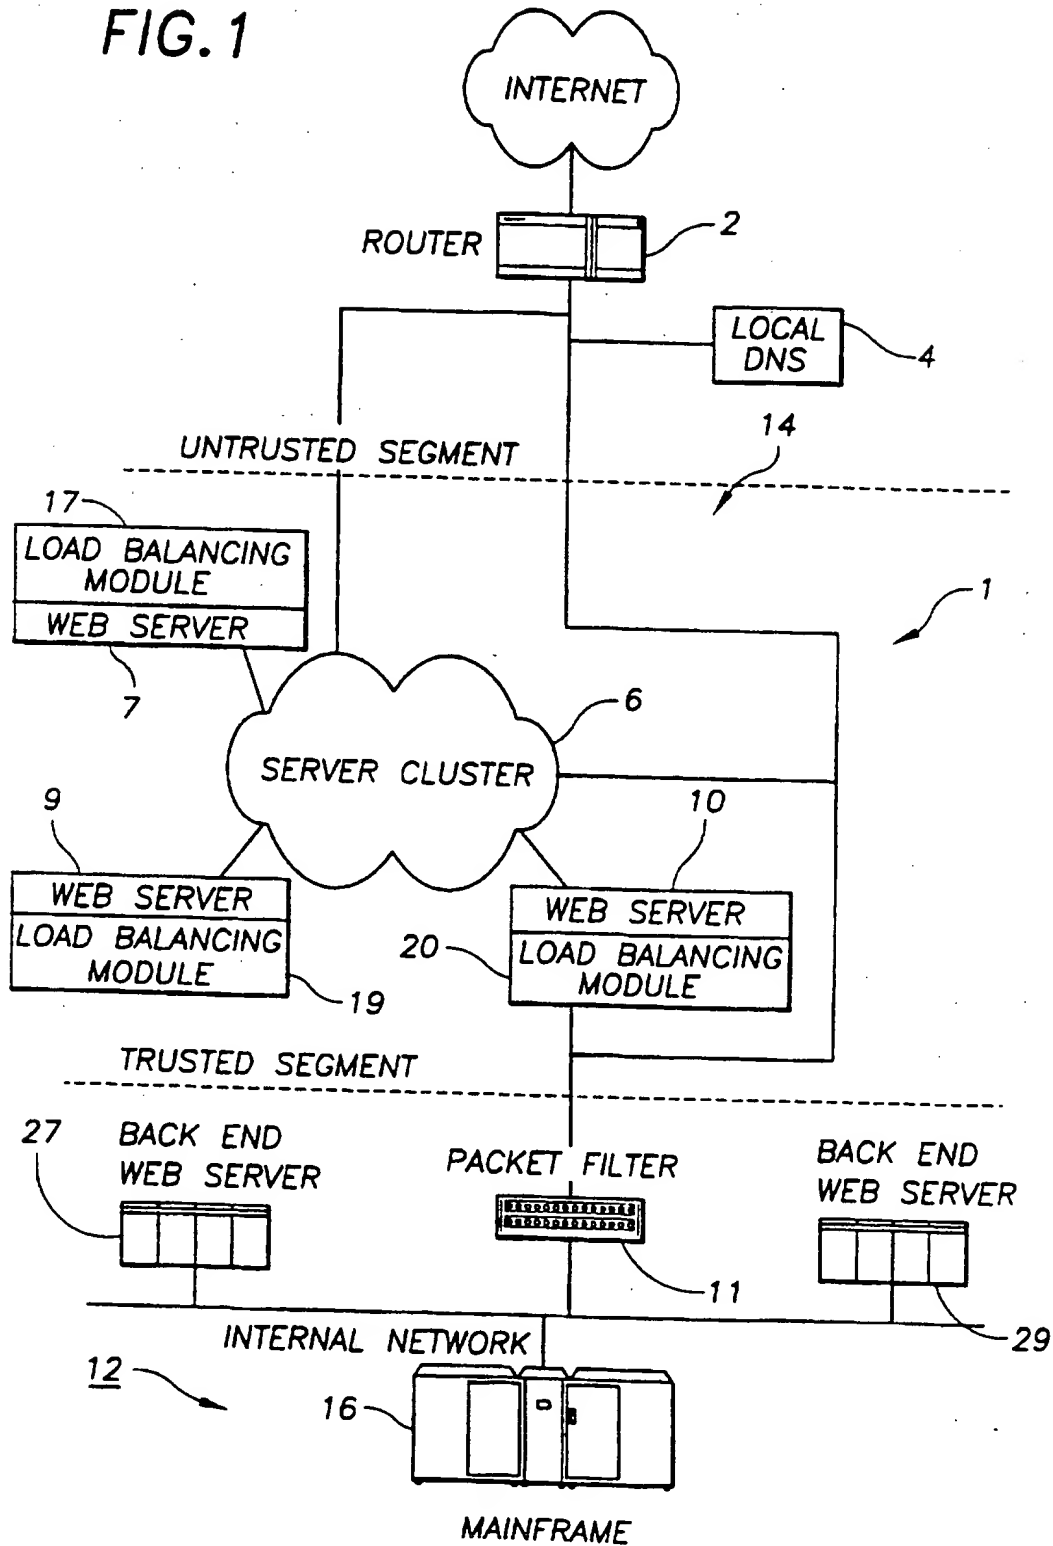 FIG. 1
INTERNET
ROUTER
2
LOCAL
DNS
4
14
UNTRUSTED SEGMENT
17
LOAD BALANCING
MODULE
WEB SERVER
7
1
6
SERVER CLUSTER
9
10
WEB SERVER
LOAD BALANCING
MODULE
19
WEB SERVER
20
LOAD BALANCING
MODULE
TRUSTED SEGMENT
27
BACK END
WEB SERVER
PACKET FILTER
BACK END
WEB SERVER
11
29
INTERNAL NETWORK
12
16
MAINFRAME